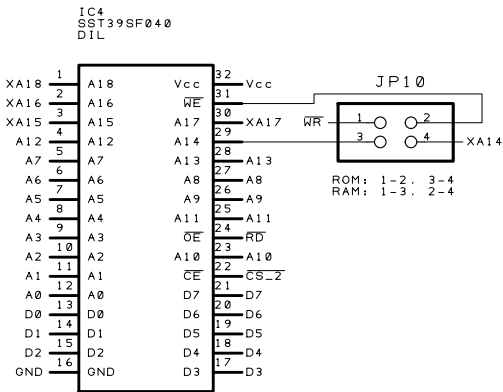 IC4
SST39SF040
DIL
XA18 1 A18 Vcc 32 Vcc
XA16 2 A16 WE 31
XA15 3 A15 A17 30 XA17
A12 4 A12 A14 29
A7 5 A7 A13 28 A13
A6 6 A6 A8 27 A8
A5 7 A5 A9 26 A9
A4 8 A4 A11 25 A11
A3 9 A3 OE 24 RD
A2 10 A2 A10 23 A10
A1 11 A1 CE 22 CS_2
A0 12 A0 D7 21 D7
D0 13 D0 D6 20 D6
D1 14 D1 D5 19 D5
D2 15 D2 D4 18 D4
GND 16 GND D3 17 D3
JP10
WR 1 2
3 4 XA14
ROM: 1-2, 3-4
RAM: 1-3, 2-4